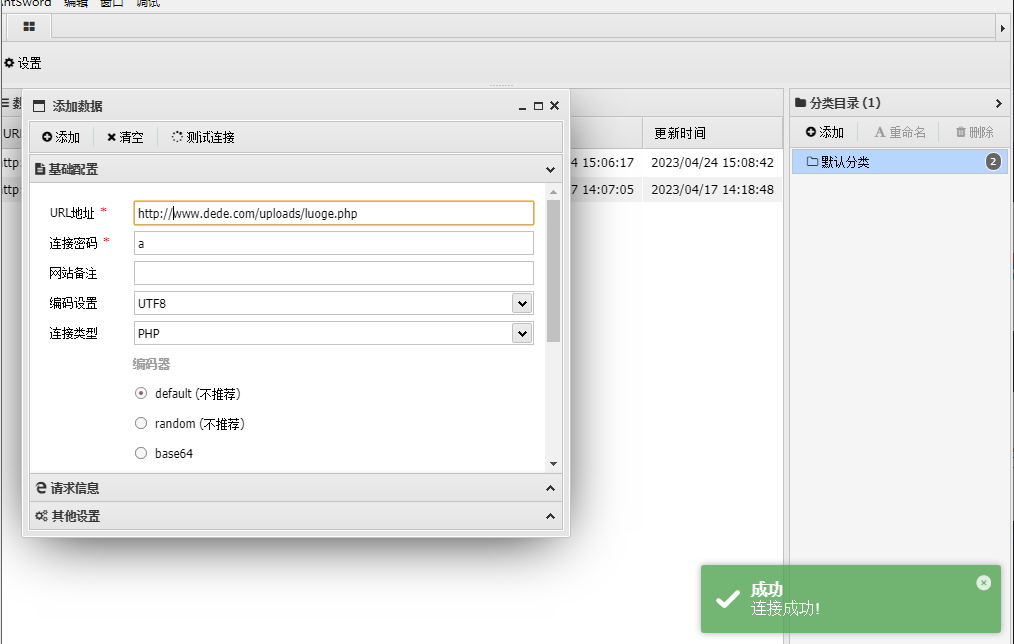 ntSword 编辑 窗口 调试
设置
添加数据
添加 清空 测试连接
基础配置
URL地址 *
http://www.dede.com/uploads/luoge.php
连接密码 *
a
网站备注
编码设置
UTF8
连接类型
PHP
编码器
default (不推荐)
random (不推荐)
base64
请求信息
其他设置
数
UR
更新时间
ttp:
4 15:06:17 2023/04/24 15:08:42
ttp:
7 14:07:05 2023/04/17 14:18:48
分类目录 (1)
添加 重命名 删除
默认分类 2
成功
连接成功!